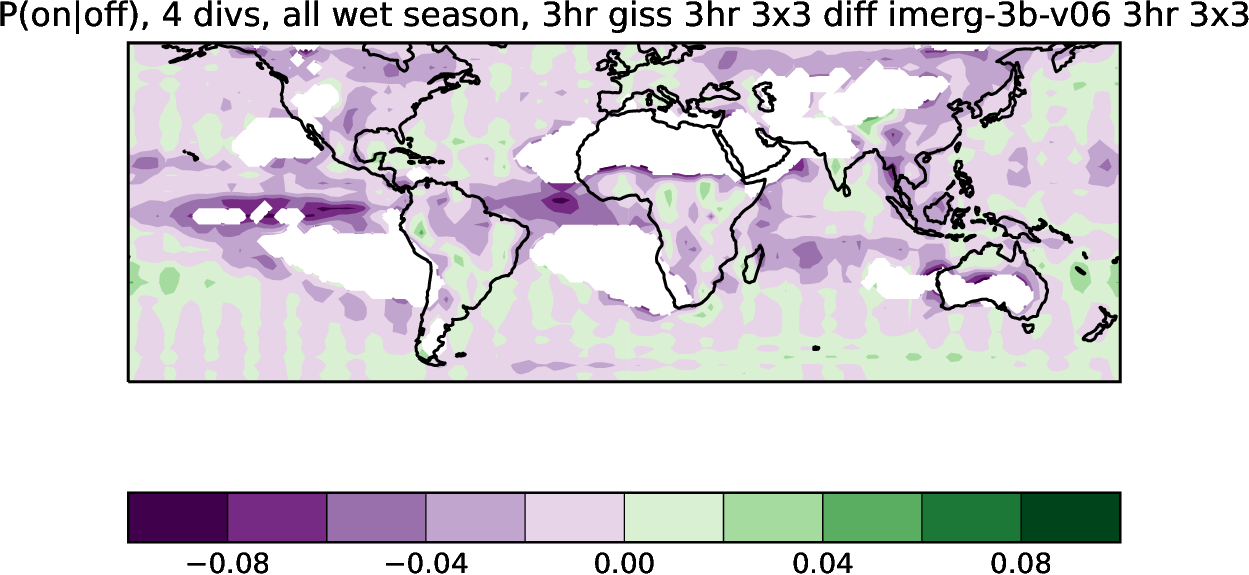 P(on|off), 4 divs, all wet season, 3hr giss 3hr 3x3 diff imerg-3b-v06 3hr 3x3
−0.08 −0.04 0.00 0.04 0.08